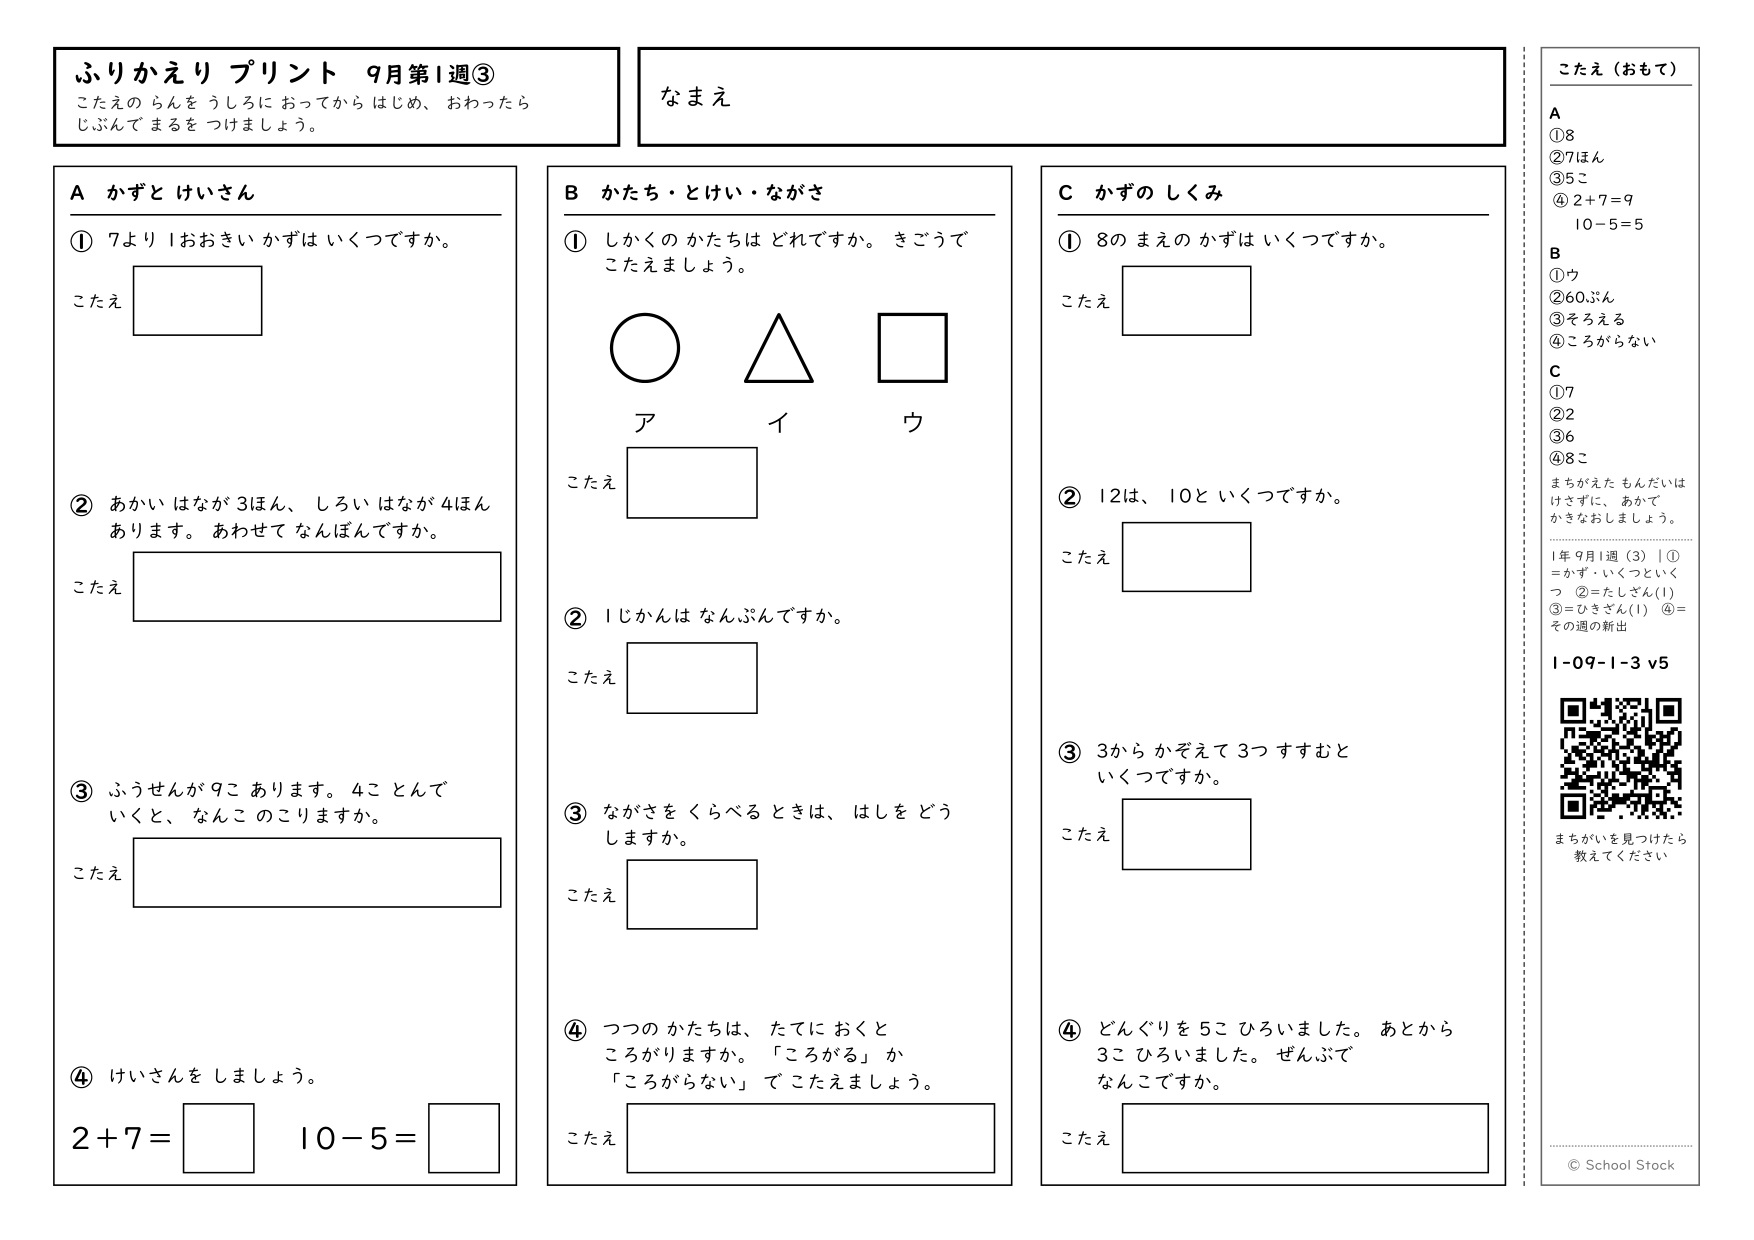 ふりかえり プリント　9月第1週③
こたえの らんを うしろに おってから はじめ、 おわったら
じぶんで まるを つけましょう。
なまえ
A　かずと けいさん
① 7より 1おおきい かずは いくつですか。
こたえ
② あかい はなが 3ほん、 しろい はなが 4ほん
あります。 あわせて なんぼんですか。
こたえ
③ ふうせんが 9こ あります。 4こ とんで
いくと、 なんこ のこりますか。
こたえ
④ けいさんを しましょう。
2＋7＝　10－5＝
B　かたち・とけい・ながさ
① しかくの かたちは どれですか。 きごうで
こたえましょう。
ア　イ　ウ
こたえ
② 1じかんは なんぷんですか。
こたえ
③ ながさを くらべる ときは、 はしを どう
しますか。
こたえ
④ つつの かたちは、 たてに おくと
ころがりますか。 「ころがる」 か
「ころがらない」 で こたえましょう。
こたえ
C　かずの しくみ
① 8の まえの かずは いくつですか。
こたえ
② 12は、 10と いくつですか。
こたえ
③ 3から かぞえて 3つ すすむと
いくつですか。
こたえ
④ どんぐりを 5こ ひろいました。 あとから
3こ ひろいました。 ぜんぶで
なんこですか。
こたえ
こたえ（おもて）
A
①8
②7ほん
③5こ
④ 2＋7＝9
10－5＝5
B
①ウ
②60ぷん
③そろえる
④ころがらない
C
①7
②2
③6
④8こ
まちがえた もんだいは
けさずに、 あかで
かきなおしましょう。
1年 9月1週（3）｜①
＝かず・いくつといく
つ　②＝たしざん(1)
③＝ひきざん(1)　④＝
その週の新出
1-09-1-3 v5
まちがいを見つけたら
教えてください
© School Stock